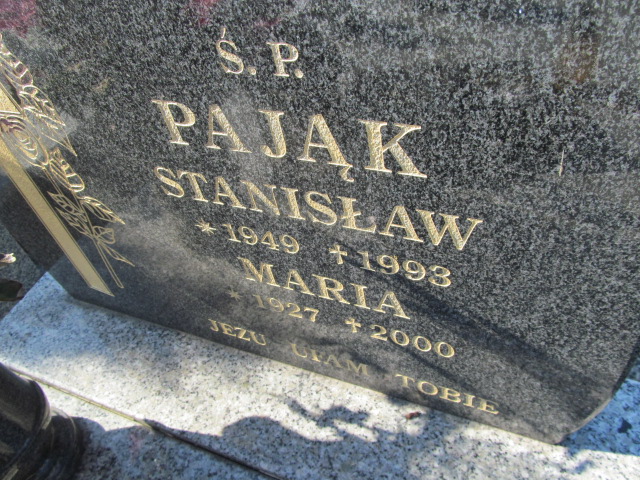 Ś. P.
PAJĄK
STANISŁAW
* 1949 + 1993
MARIA
* 1927 + 2000
JEZU UFAM TOBIE